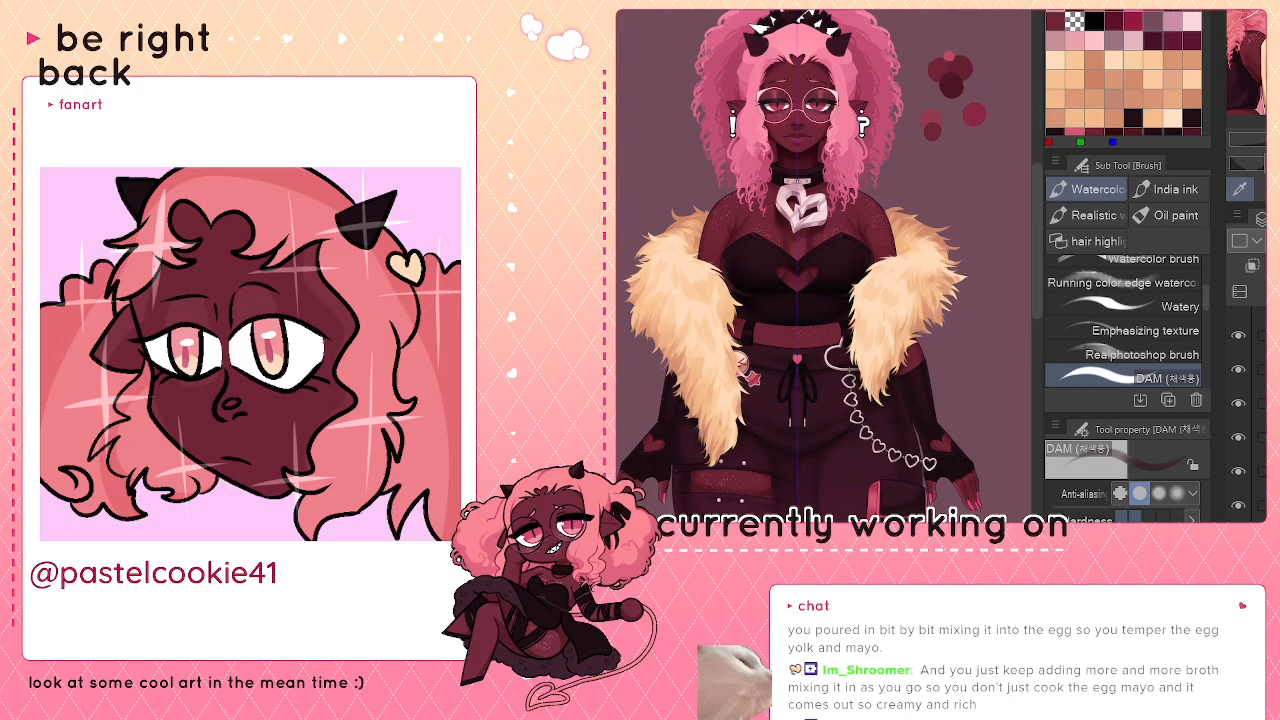 be right
back
fanart
@pastelcookie41
look at some cool art in the mean time :)
! ?
currently working on
Sub Tool [Brush]
India ink
Realistic
Oil paint
hair highli
Watercolor brush
Running color edge waterco
Watery
Emphasizing texture
Realphotoshop brush
DAM (채색용)
Tool property [DAM (채색
DAM (채색용)
Anti-aliasin
Hardness
chat
you poured in bit by bit mixing it into the egg so you temper the egg
yolk and mayo.
Im_Shroomer: And you just keep adding more and more broth
mixing it in as you go so you don't just cook the egg mayo and it
comes out so creamy and rich